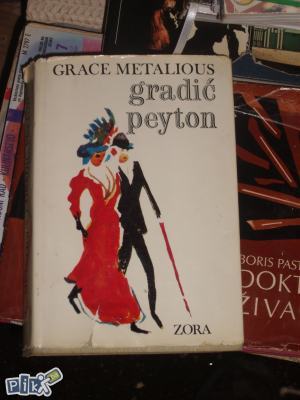 GRACE METALIOUS
gradić
peyton
ZORA
BORIS PAST
DOKT
ŽIVA
pik